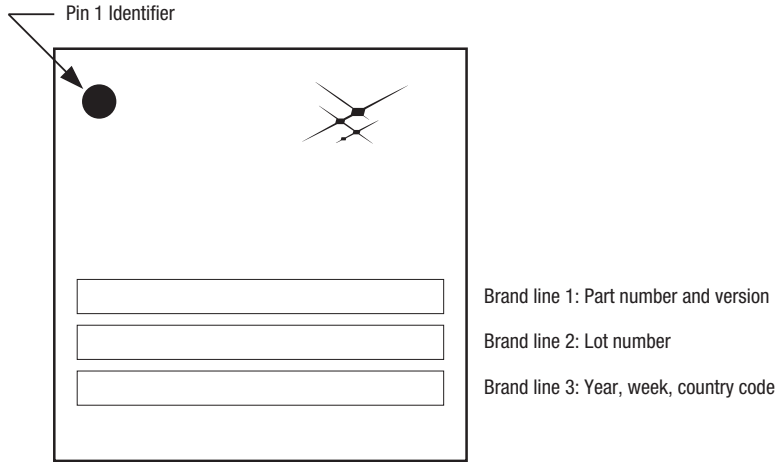 Pin 1 Identifier
Brand line 1: Part number and version
Brand line 2: Lot number
Brand line 3: Year, week, country code